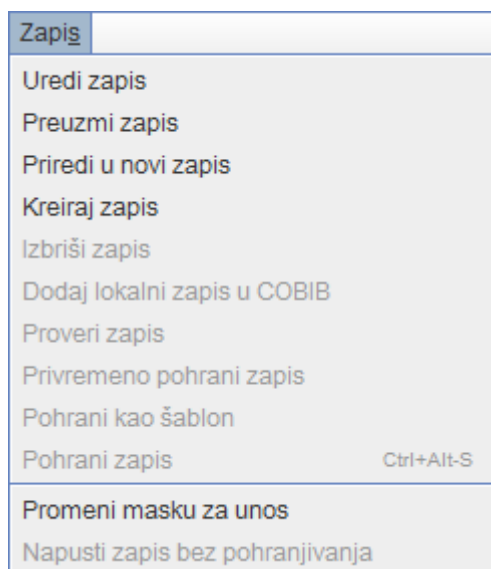 Zapis
Uredi zapis
Preuzmi zapis
Priredi u novi zapis
Kreiraj zapis
Izbriši zapis
Dodaj lokalni zapis u COBIB
Proveri zapis
Privremeno pohrani zapis
Pohrani kao šablon
Pohrani zapis Ctrl+Alt-S
Promeni masku za unos
Napusti zapis bez pohranjivanja